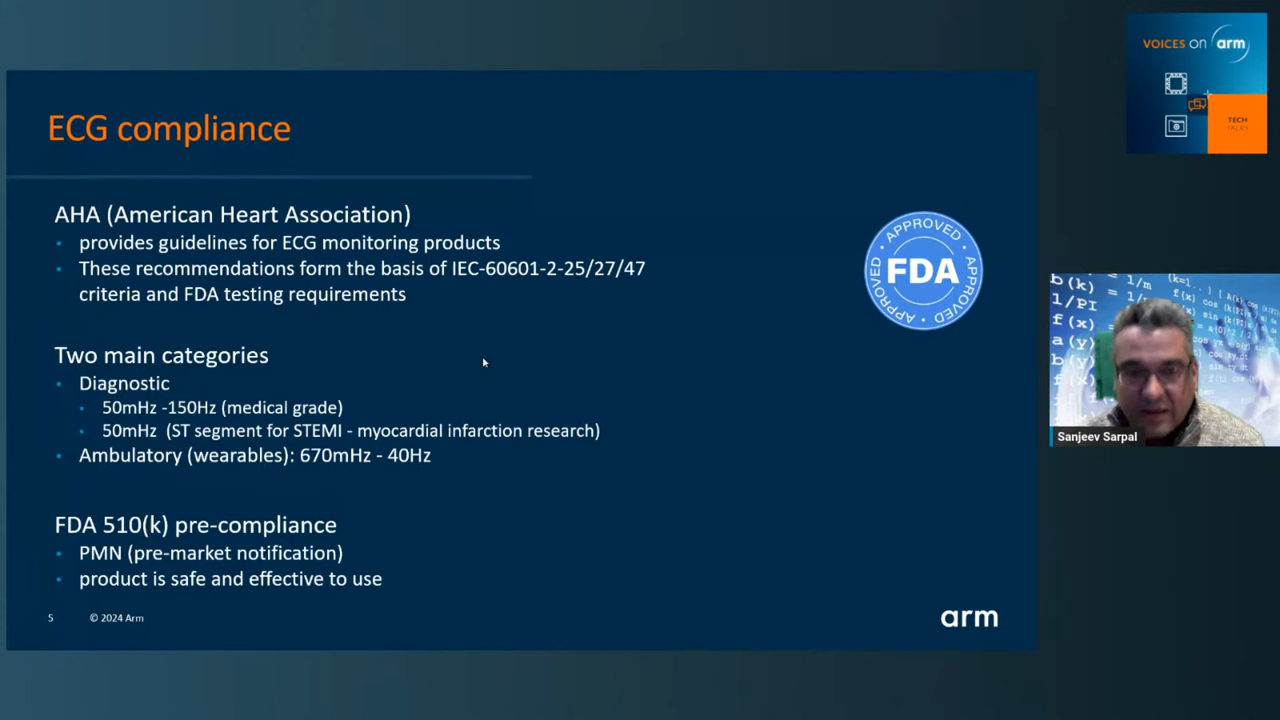 VOICES on arm
TECH
TALKS
ECG compliance
AHA (American Heart Association)
provides guidelines for ECG monitoring products
These recommendations form the basis of IEC-60601-2-25/27/47
criteria and FDA testing requirements
APPROVED
APPROVED
FDA
APPROVED
APPROVED
Two main categories
Diagnostic
50mHz -150Hz (medical grade)
50mHz (ST segment for STEMI - myocardial infarction research)
Ambulatory (wearables): 670mHz - 40Hz
FDA 510(k) pre-compliance
PMN (pre-market notification)
product is safe and effective to use
5 © 2024 Arm
arm
b(k)
1/PI
f(x)
a(y)
b(y)
f(x)
Sanjeev Sarpal